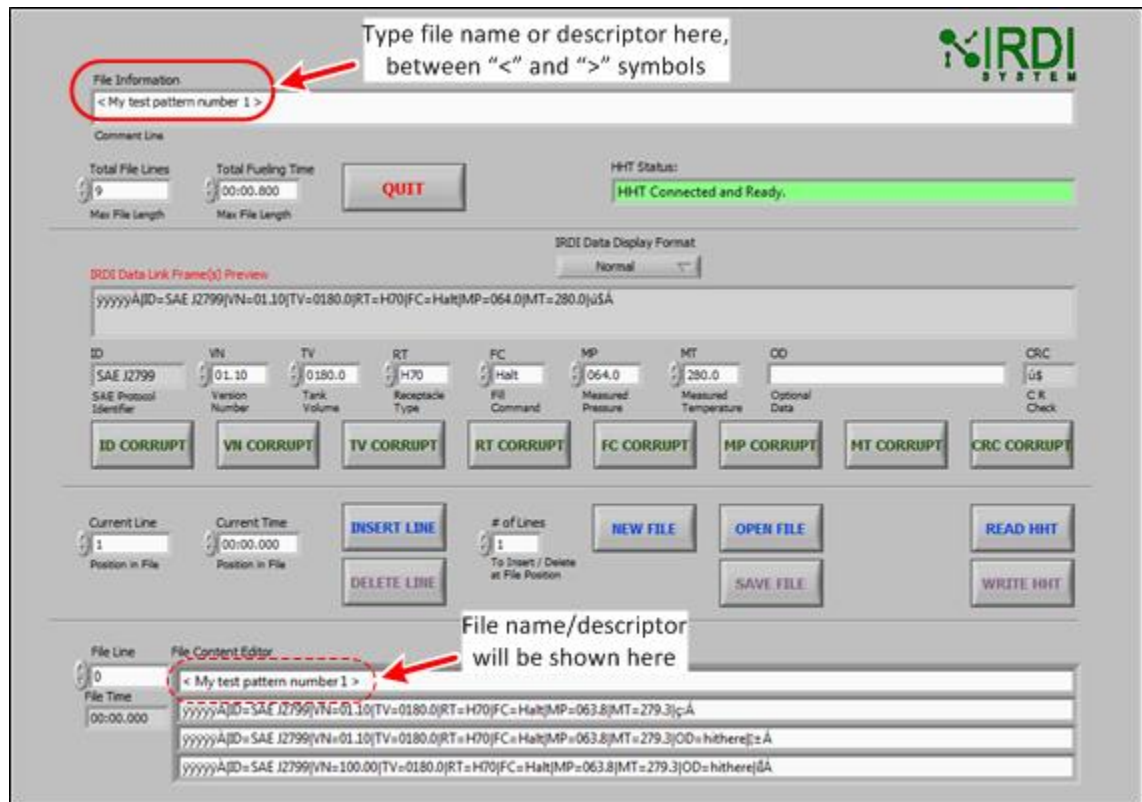 Type file name or descriptor here,
between "<" and ">" symbols
IRDI
SYSTEM
File Information
< My test pattern number 1 >
Comment Line
Total File Lines Total Fueling Time HHT Status:
9 00:00.800 QUIT HHT Connected and Ready.
Max File Length Max File Length
IRDI Data Display Format
Normal
IRDI Data Link Frame(s) Preview
ÿÿÿÿÿÀ|ID=SAE J2799|VN=01.10|TV=0180.0|RT=H70|FC=Halt|MP=064.0|MT=280.0|ú$Á
ID VN TV RT FC MP MT OD CRC
SAE J2799 01.10 0180.0 H70 Halt 064.0 280.0 ú$
SAE Protocol Version Tank Receptacle Fill Measured Measured Optional C R
Identifier Number Volume Type Command Pressure Temperature Data Check
ID CORRUPT VN CORRUPT TV CORRUPT RT CORRUPT FC CORRUPT MP CORRUPT MT CORRUPT CRC CORRUPT
Current Line Current Time INSERT LINE # of Lines NEW FILE OPEN FILE READ HHT
1 00:00.000 1
Position in File Position in File To Insert / Delete
DELETE LINE at File Position SAVE FILE WRITE HHT
File name/descriptor
will be shown here
File Line File Content Editor
0 < My test pattern number 1 >
File Time
00:00.000 ÿÿÿÿÿÀ|ID=SAE J2799|VN=01.10|TV=0180.0|RT=H70|FC=Halt|MP=063.8|MT=279.3|
ÿÿÿÿÿÀ|ID=SAE J2799|VN=01.10|TV=0180.0|RT=H70|FC=Halt|MP=063.8|MT=279.3|OD=hithere|
ÿÿÿÿÿÀ|ID=SAE J2799|VN=100.00|TV=0180.0|RT=H70|FC=Halt|MP=063.8|MT=279.3|OD=hithere|